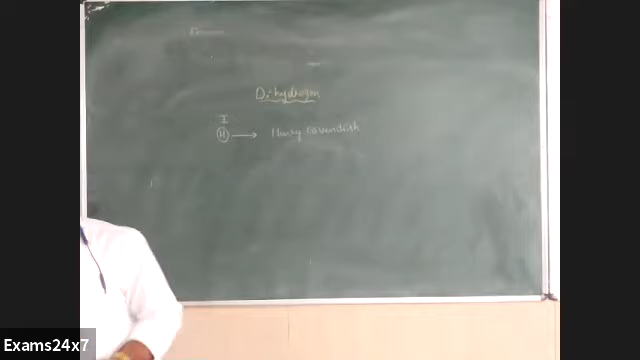 Di-hydrogen
I
H → Henry Cavendish
Exams24x7